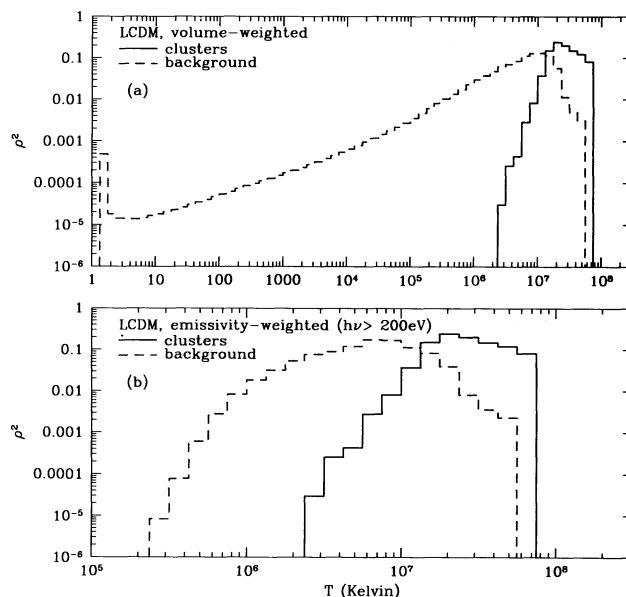 1
0.1
0.01
0.001
0.0001
10⁻⁵
10⁻⁶
ρ²
LCDM, volume-weighted
clusters
background
(a)
1 10 100 1000 10⁴ 10⁵ 10⁶ 10⁷ 10⁸
1
0.1
0.01
0.001
0.0001
10⁻⁵
10⁻⁶
ρ²
LCDM, emissivity-weighted (hν> 200eV)
clusters
background
(b)
10⁵ 10⁶ 10⁷ 10⁸
T (Kelvin)